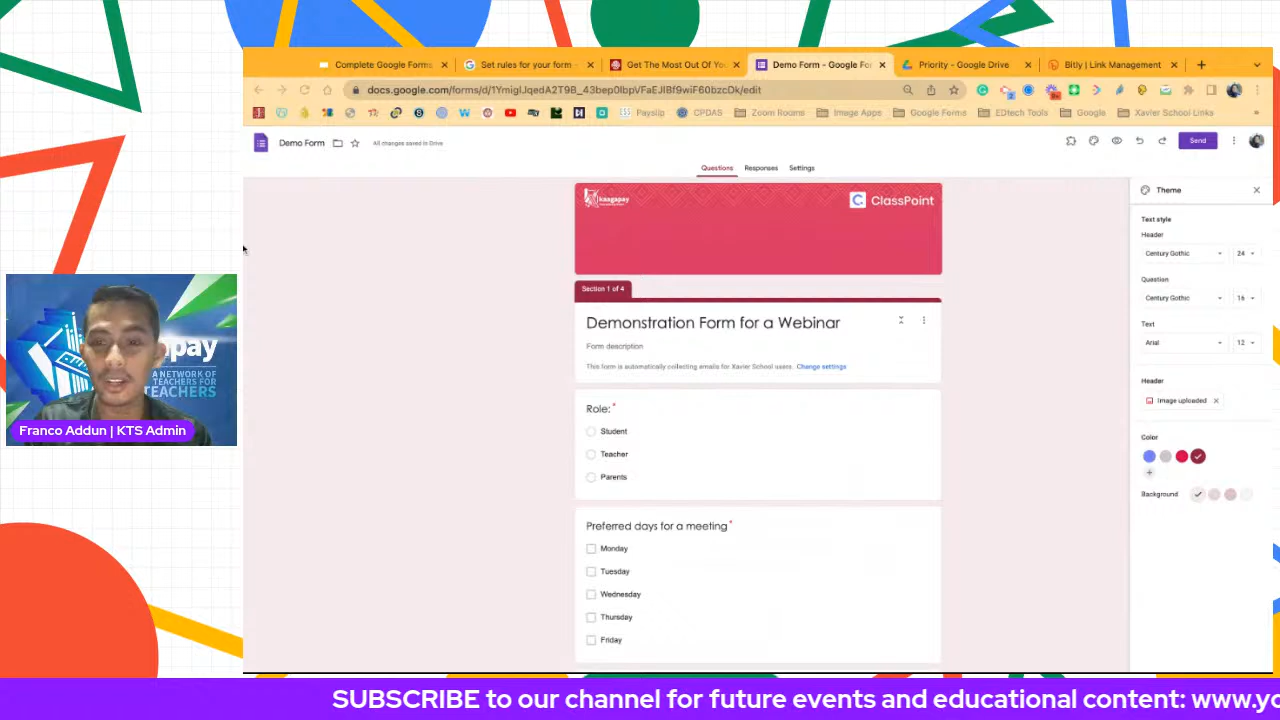 Complete Google Forms
Set rules for your form -
Get The Most Out Of Yo
Demo Form - Google For
Priority - Google Drive
Bitly | Link Management
docs.google.com/forms/d/1YmigIJqedA2T9B_43bep0IbpVFaEJIBf9wiF60bzcDk/edit
Payslip
CPDAS
Zoom Rooms
Image Apps
Google Forms
EDtech Tools
Google
Xavier School Links
Demo Form
All changes saved in Drive
Send
Questions
Responses
Settings
kaagapay
ClassPoint
Section 1 of 4
Demonstration Form for a Webinar
Form description
This form is automatically collecting emails for Xavier School users. Change settings
Role: *
Student
Teacher
Parents
Preferred days for a meeting *
Monday
Tuesday
Wednesday
Thursday
Friday
Theme
Text style
Header
Century Gothic
24
Question
Century Gothic
16
Text
Arial
12
Header
Image uploaded
Color
Background
pay
A NETWORK OF
TEACHERS FOR
TEACHERS
Franco Addun | KTS Admin
SUBSCRIBE to our channel for future events and educational content: www.yo